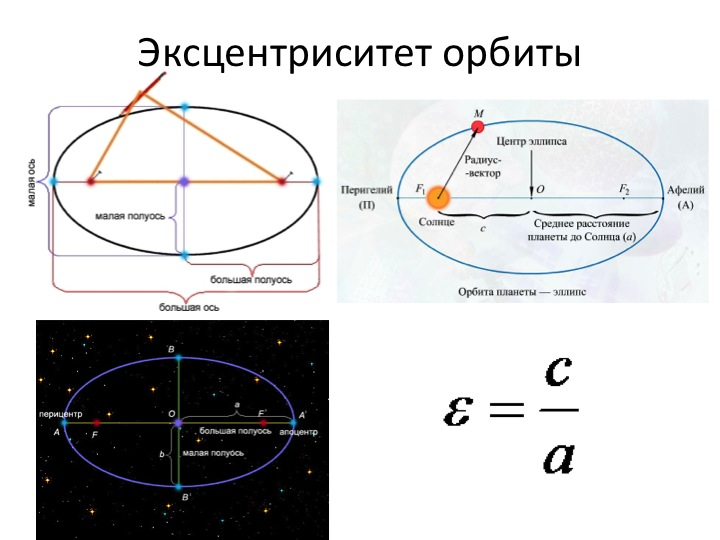 Эксцентриситет орбиты
малая ось
малая полуось
большая полуось
большая ось
M
Центр эллипса
Радиус-
-вектор
Перигелий
(П)
F₁
O
F₂
Афелий
(А)
Солнце
c
Среднее расстояние
планеты до Солнца (a)
Орбита планеты — эллипс
B
a
перицентр
O
F'
A'
A
F
большая полуось
апоцентр
b
малая полуось
B'
ε = c
a